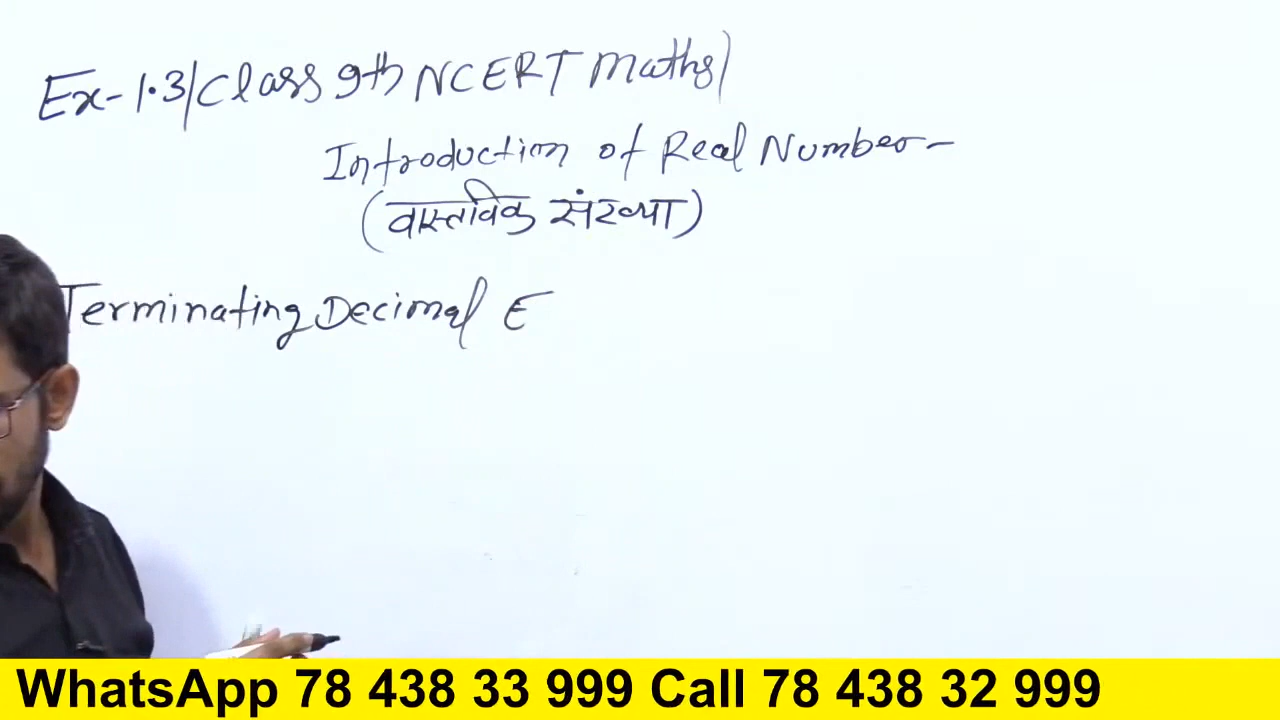 Ex-1.3/Class 9th NCERT Maths)
Introduction of Real Number-
(वास्तविक संख्या)
Terminating Decimal E
WhatsApp 78 438 33 999 Call 78 438 32 999